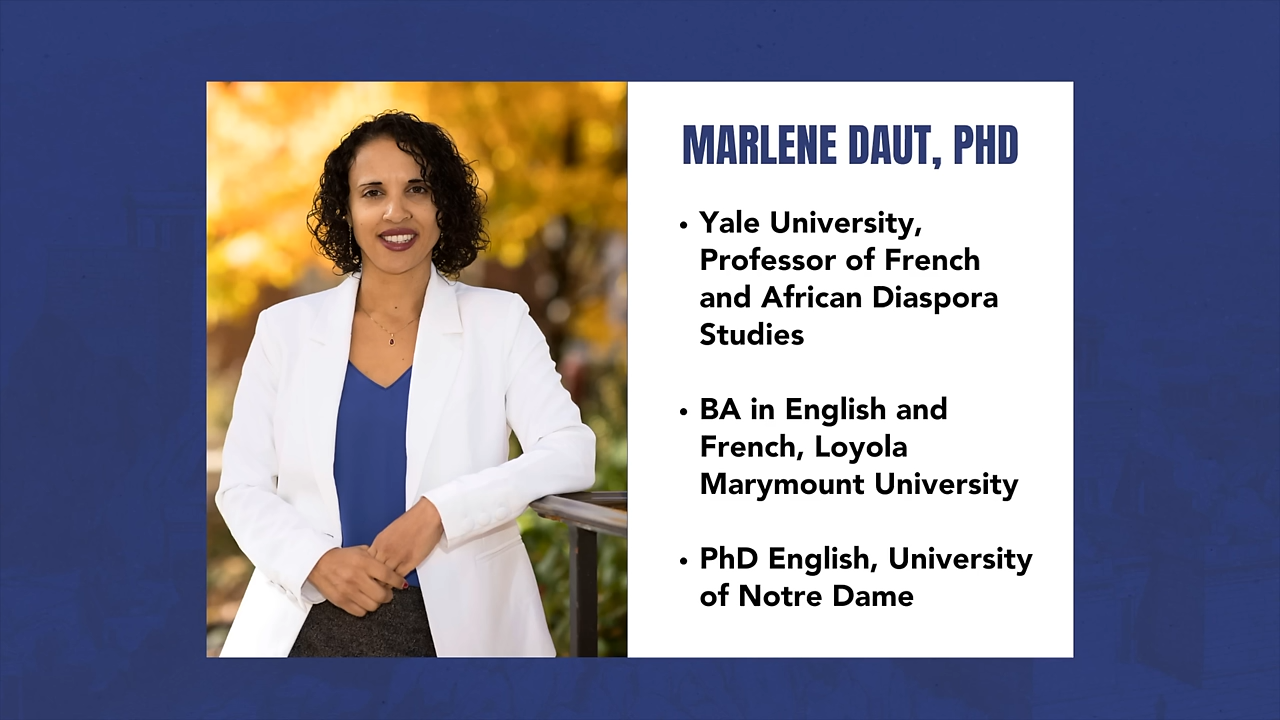 MARLENE DAUT, PHD
• Yale University,
Professor of French
and African Diaspora
Studies
• BA in English and
French, Loyola
Marymount University
• PhD English, University
of Notre Dame